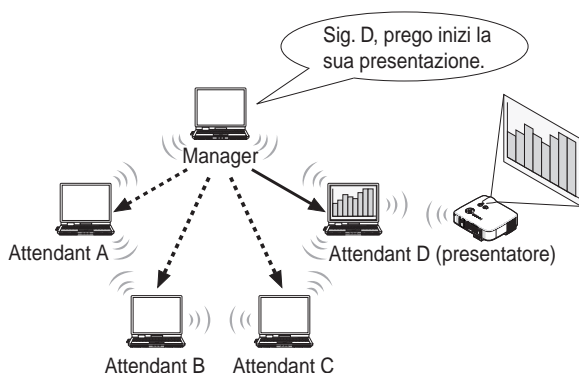 Sig. D, prego inizi la
sua presentazione.
Manager
Attendant A
Attendant D (presentatore)
Attendant B
Attendant C